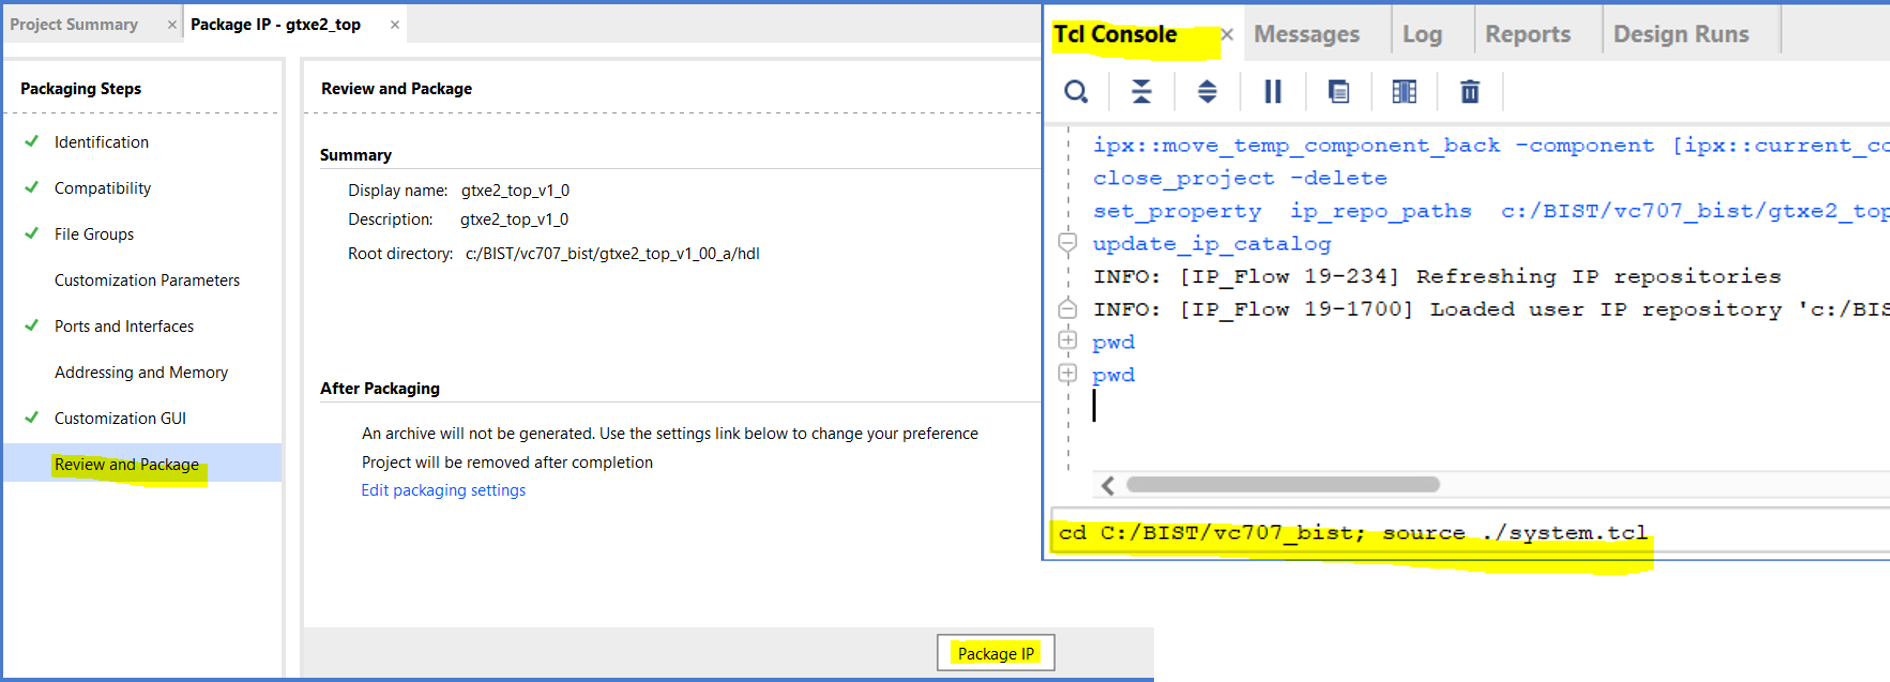 Project Summary × Package IP - gtxe2_top ×
Packaging Steps
Identification
Compatibility
File Groups
Customization Parameters
Ports and Interfaces
Addressing and Memory
Customization GUI
Review and Package
Review and Package
Summary
Display name: gtxe2_top_v1_0
Description: gtxe2_top_v1_0
Root directory: c:/BIST/vc707_bist/gtxe2_top_v1_00_a/hdl
After Packaging
An archive will not be generated. Use the settings link below to change your preference
Project will be removed after completion
Edit packaging settings
Package IP
Tcl Console × Messages Log Reports Design Runs
ipx::move_temp_component_back -component [ipx::current_co
close_project -delete
set_property ip_repo_paths c:/BIST/vc707_bist/gtxe2_top
update_ip_catalog
INFO: [IP_Flow 19-234] Refreshing IP repositories
INFO: [IP_Flow 19-1700] Loaded user IP repository 'c:/BIS
pwd
pwd
cd C:/BIST/vc707_bist; source ./system.tcl